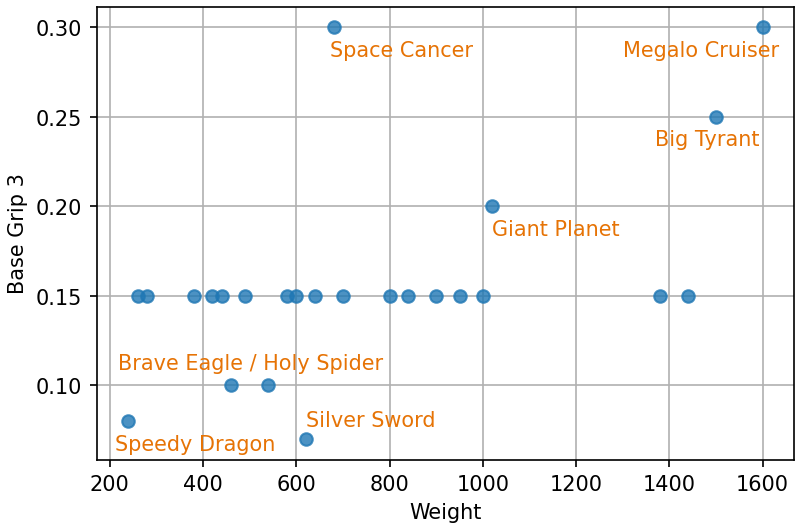 0.30
0.25
0.20
0.15
0.10
Base Grip 3
Space Cancer
Megalo Cruiser
Big Tyrant
Giant Planet
Brave Eagle / Holy Spider
Silver Sword
Speedy Dragon
200 400 600 800 1000 1200 1400 1600
Weight